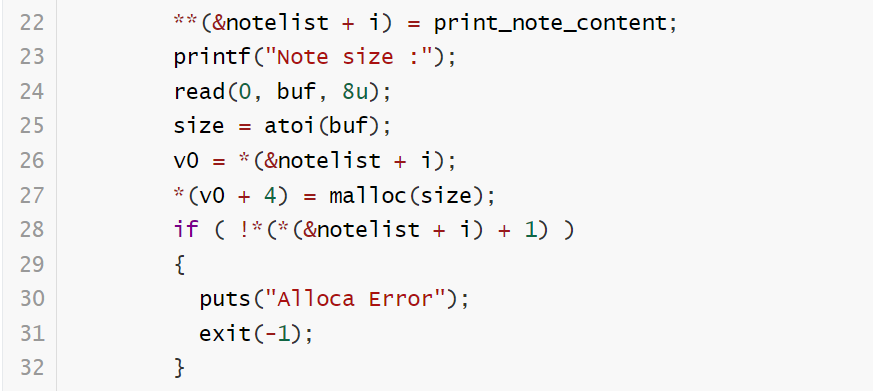 22 **(&notelist + i) = print_note_content;
23 printf("Note size :");
24 read(0, buf, 8u);
25 size = atoi(buf);
26 v0 = *(&notelist + i);
27 *(v0 + 4) = malloc(size);
28 if ( !*(*(&notelist + i) + 1) )
29 {
30 puts("Alloca Error");
31 exit(-1);
32 }